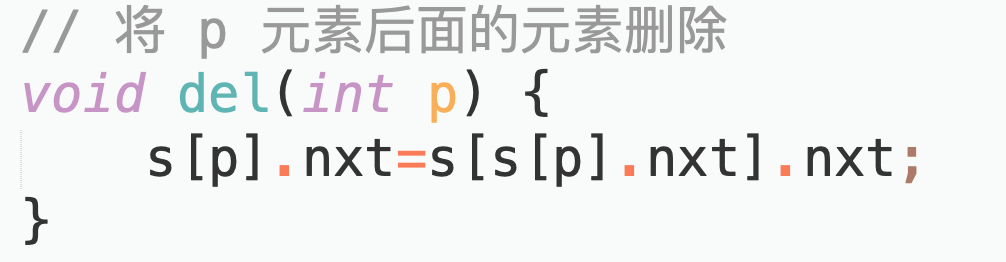 // 将 p 元素后面的元素删除
void del(int p) {
    s[p].nxt=s[s[p].nxt].nxt;
}